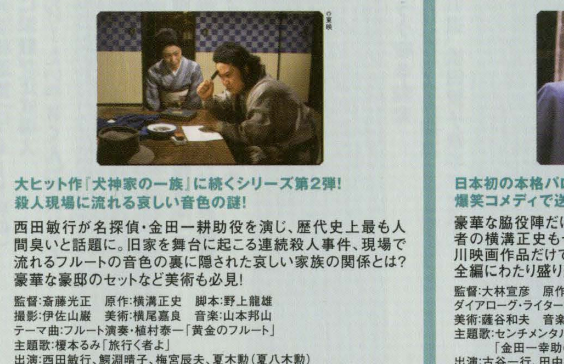 ©東映
大ヒット作『犬神家の一族』に続くシリーズ第2弾!
殺人現場に流れる哀しい音色の謎!
西田敏行が名探偵・金田一耕助役を演じ、歴代史上最も人
間臭いと話題に。旧家を舞台に起こる連続殺人事件、現場で
流れるフルートの音色の裏に隠された哀しい家族の関係とは?
豪華な豪邸のセットなど美術も必見!
監督:斎藤光正 原作:横溝正史 脚本:野上龍雄
撮影:伊佐山巌 美術:横尾嘉良 音楽:山本邦山
テーマ曲:フルート演奏・植村泰一「黄金のフルート」
主題歌:榎本るみ「旅行く者よ」
出演:西田敏行、鰐淵晴子、梅宮辰夫、夏木勲(夏八木勲)
日本初の本格パロ
爆笑コメディで送
豪華な脇役陣だけ
者の横溝正史も
川映画作品だけで
全編にわたり盛り
監督:大林宣彦 原作
ダイアローグ・ライター
美術:薩谷和夫 音楽
主題歌:センチメンタル
「金田一幸助の
出演:古谷一行、田中